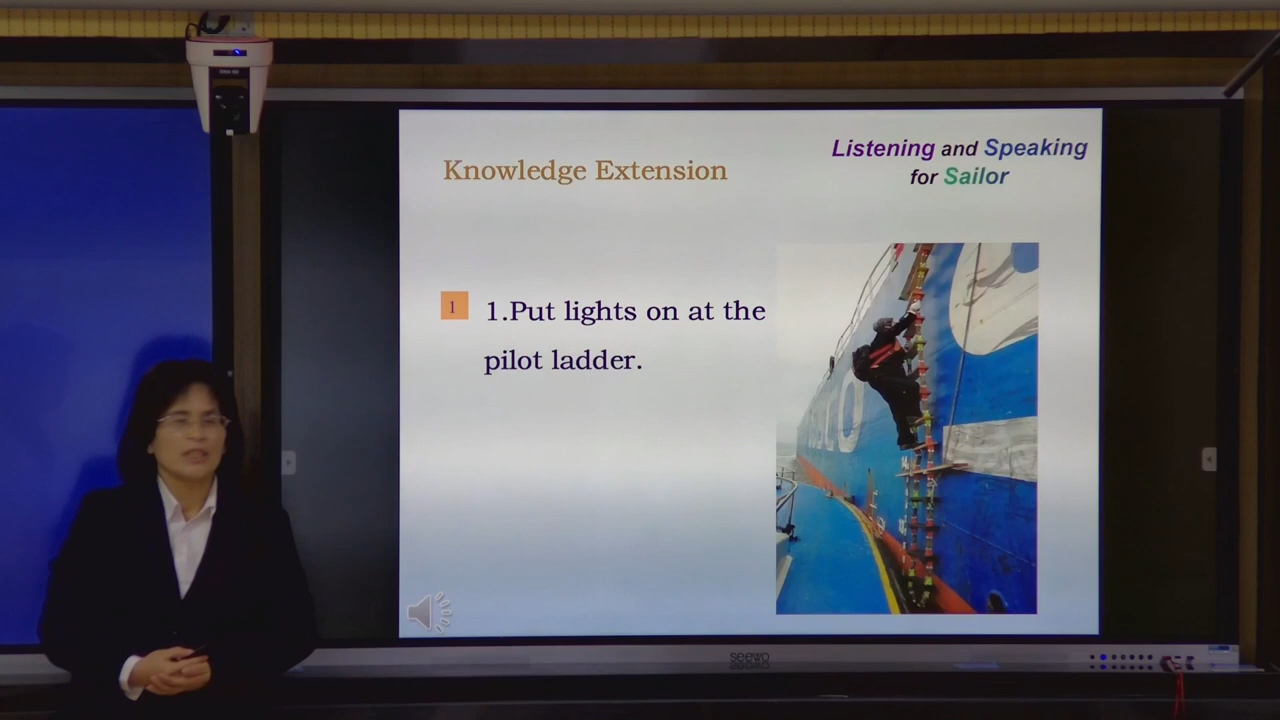 Knowledge Extension
Listening and Speaking
for Sailor
1
1.Put lights on at the
pilot ladder.
seewo